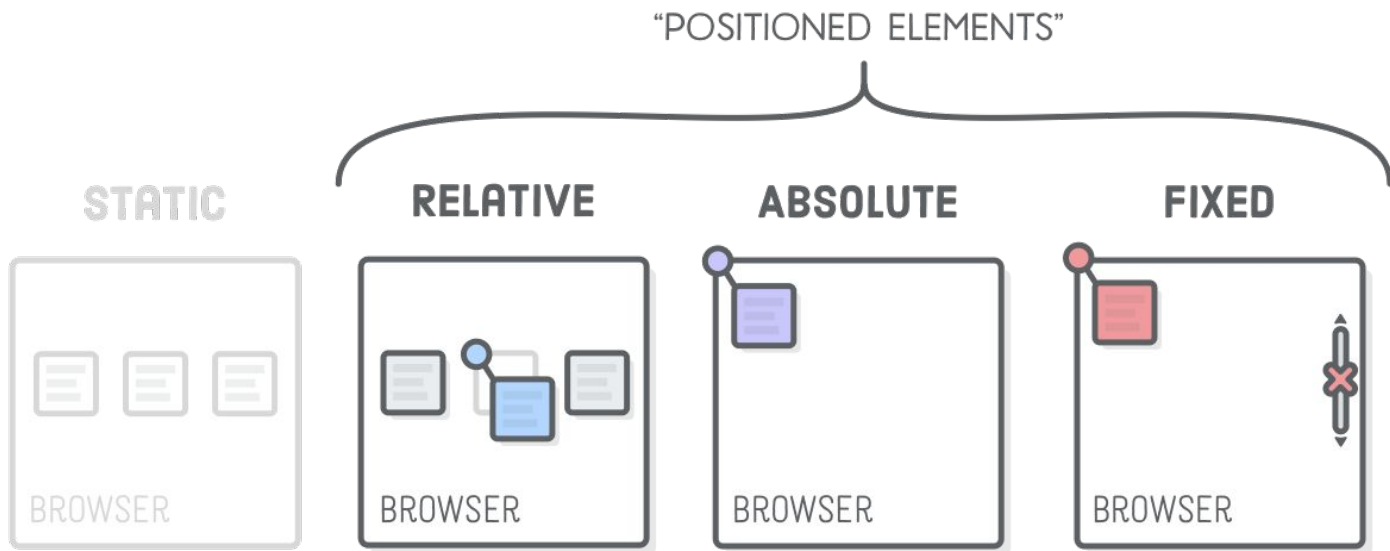 “POSITIONED ELEMENTS”
STATIC
RELATIVE
ABSOLUTE
FIXED
BROWSER
BROWSER
BROWSER
BROWSER